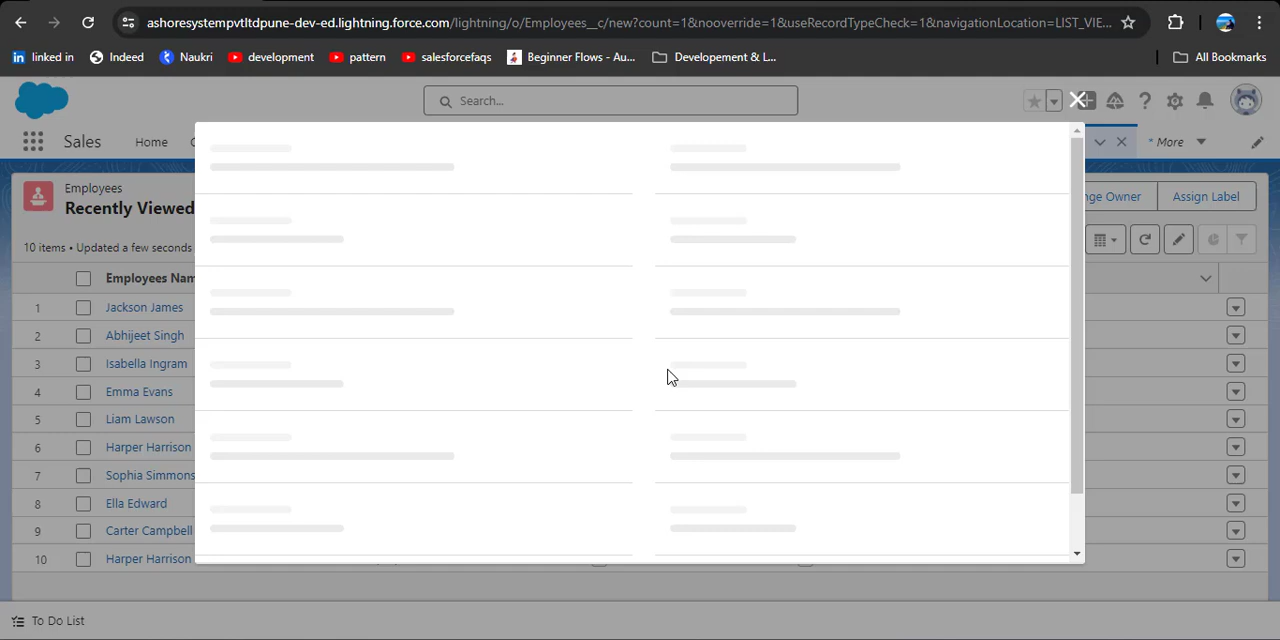 ashoresystempvtltdpune-dev-ed.lightning.force.com/lightning/o/Employees__c/new?count=1&nooverride=1&useRecordTypeCheck=1&navigationLocation=LIST_VIE...
linked in Indeed Naukri development pattern salesforcefaqs Beginner Flows - Au... Developement & L... All Bookmarks
Search...
Sales Home * More
Employees
Recently Viewed
nge Owner Assign Label
10 items • Updated a few seconds
Employees Nam
1 Jackson James
2 Abhijeet Singh
3 Isabella Ingram
4 Emma Evans
5 Liam Lawson
6 Harper Harrison
7 Sophia Simmons
8 Ella Edward
9 Carter Campbell
10 Harper Harrison
To Do List